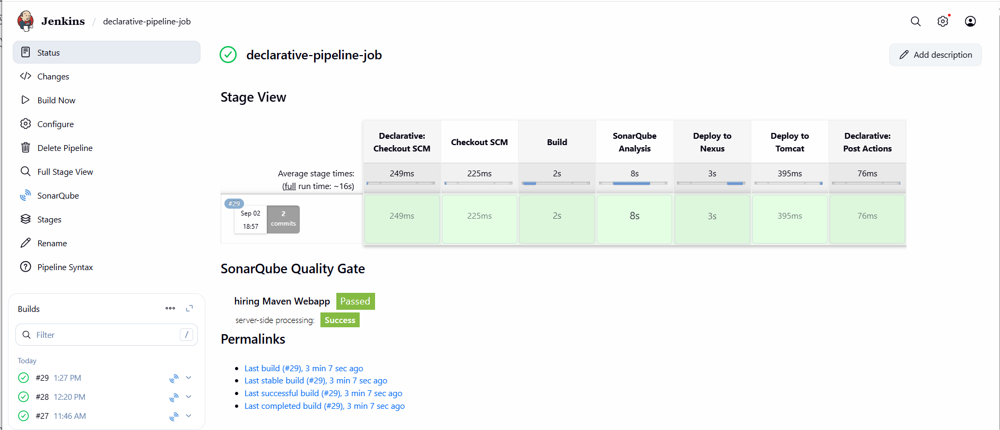 Jenkins / declarative-pipeline-job
Status
Changes
Build Now
Configure
Delete Pipeline
Full Stage View
SonarQube
Stages
Rename
Pipeline Syntax
Builds
Filter
/
Today
#29 1:27 PM
#28 12:20 PM
#27 11:46 AM
declarative-pipeline-job
Add description
Stage View
Declarative: Checkout SCM
Checkout SCM
Build
SonarQube Analysis
Deploy to Nexus
Deploy to Tomcat
Declarative: Post Actions
Average stage times:
(full run time: ~16s)
249ms 225ms 2s 8s 3s 395ms 76ms
#29
Sep 02
18:57
2
commits
249ms 225ms 2s 8s 3s 395ms 76ms
SonarQube Quality Gate
hiring Maven Webapp Passed
server-side processing: Success
Permalinks
Last build (#29), 3 min 7 sec ago
Last stable build (#29), 3 min 7 sec ago
Last successful build (#29), 3 min 7 sec ago
Last completed build (#29), 3 min 7 sec ago